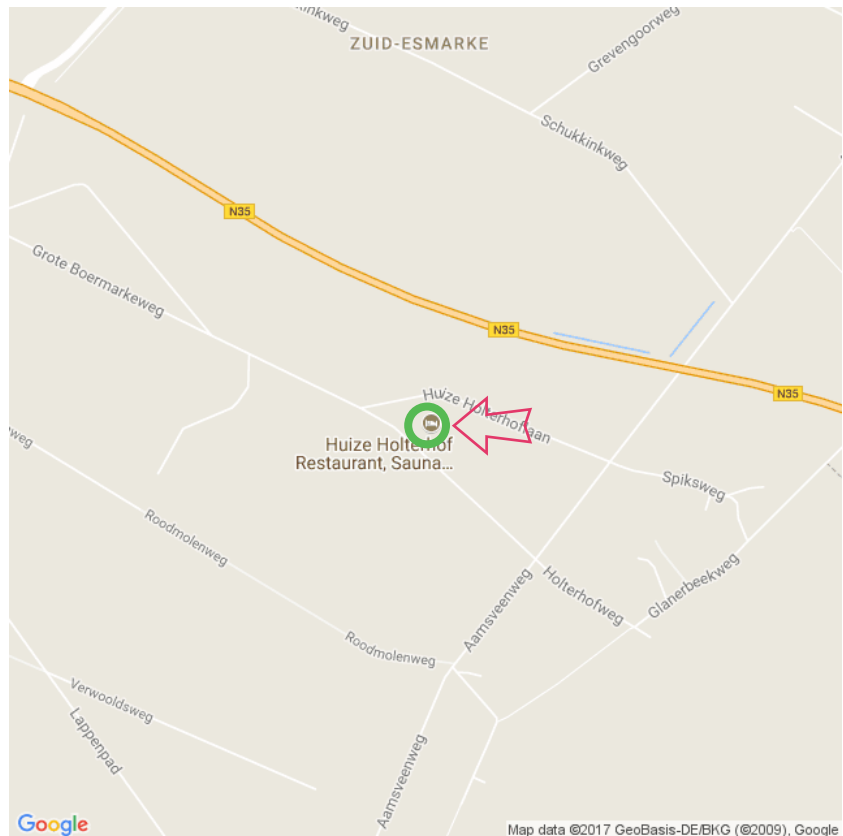 ZUID-ESMARKE
Grevengoorweg
Schukkinkweg
N35
Grote Boermarkeweg
N35
N35
Huize Holterhoflaan
Huize Holterhof
Restaurant, Sauna...
Spiksweg
Roodmolenweg
Aamsveenweg
Holterhofweg
Glanerbeekweg
Roodmolenweg
Verwooldsweg
Lappenpad
Aamsveenweg
Google
Map data ©2017 GeoBasis-DE/BKG (©2009), Google